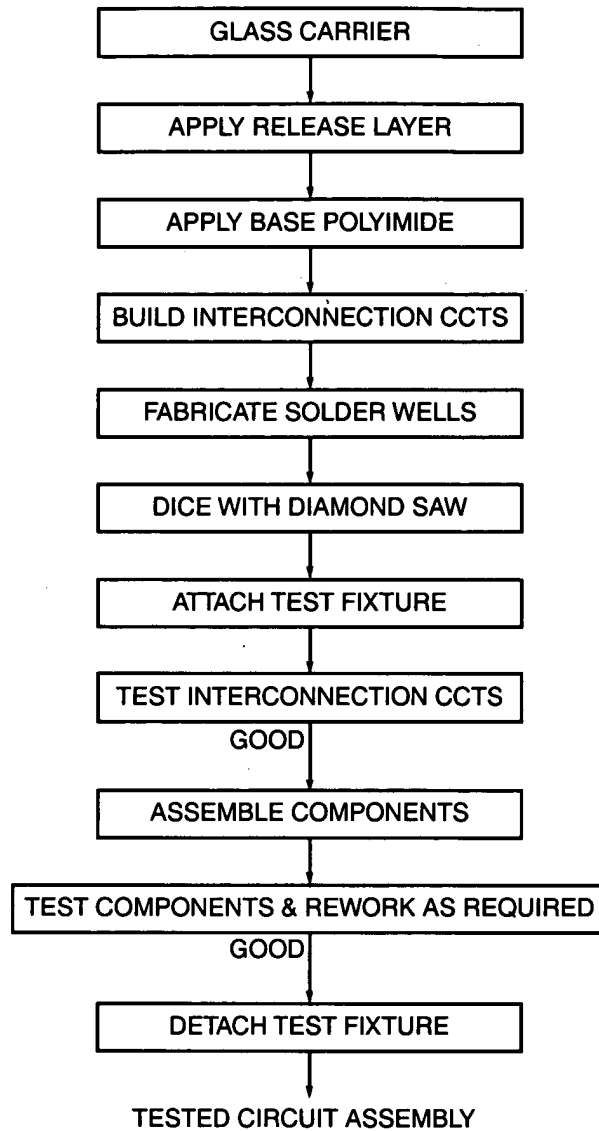 GLASS CARRIER
APPLY RELEASE LAYER
APPLY BASE POLYIMIDE
BUILD INTERCONNECTION CCTS
FABRICATE SOLDER WELLS
DICE WITH DIAMOND SAW
ATTACH TEST FIXTURE
TEST INTERCONNECTION CCTS
GOOD
ASSEMBLE COMPONENTS
TEST COMPONENTS & REWORK AS REQUIRED
GOOD
DETACH TEST FIXTURE
TESTED CIRCUIT ASSEMBLY